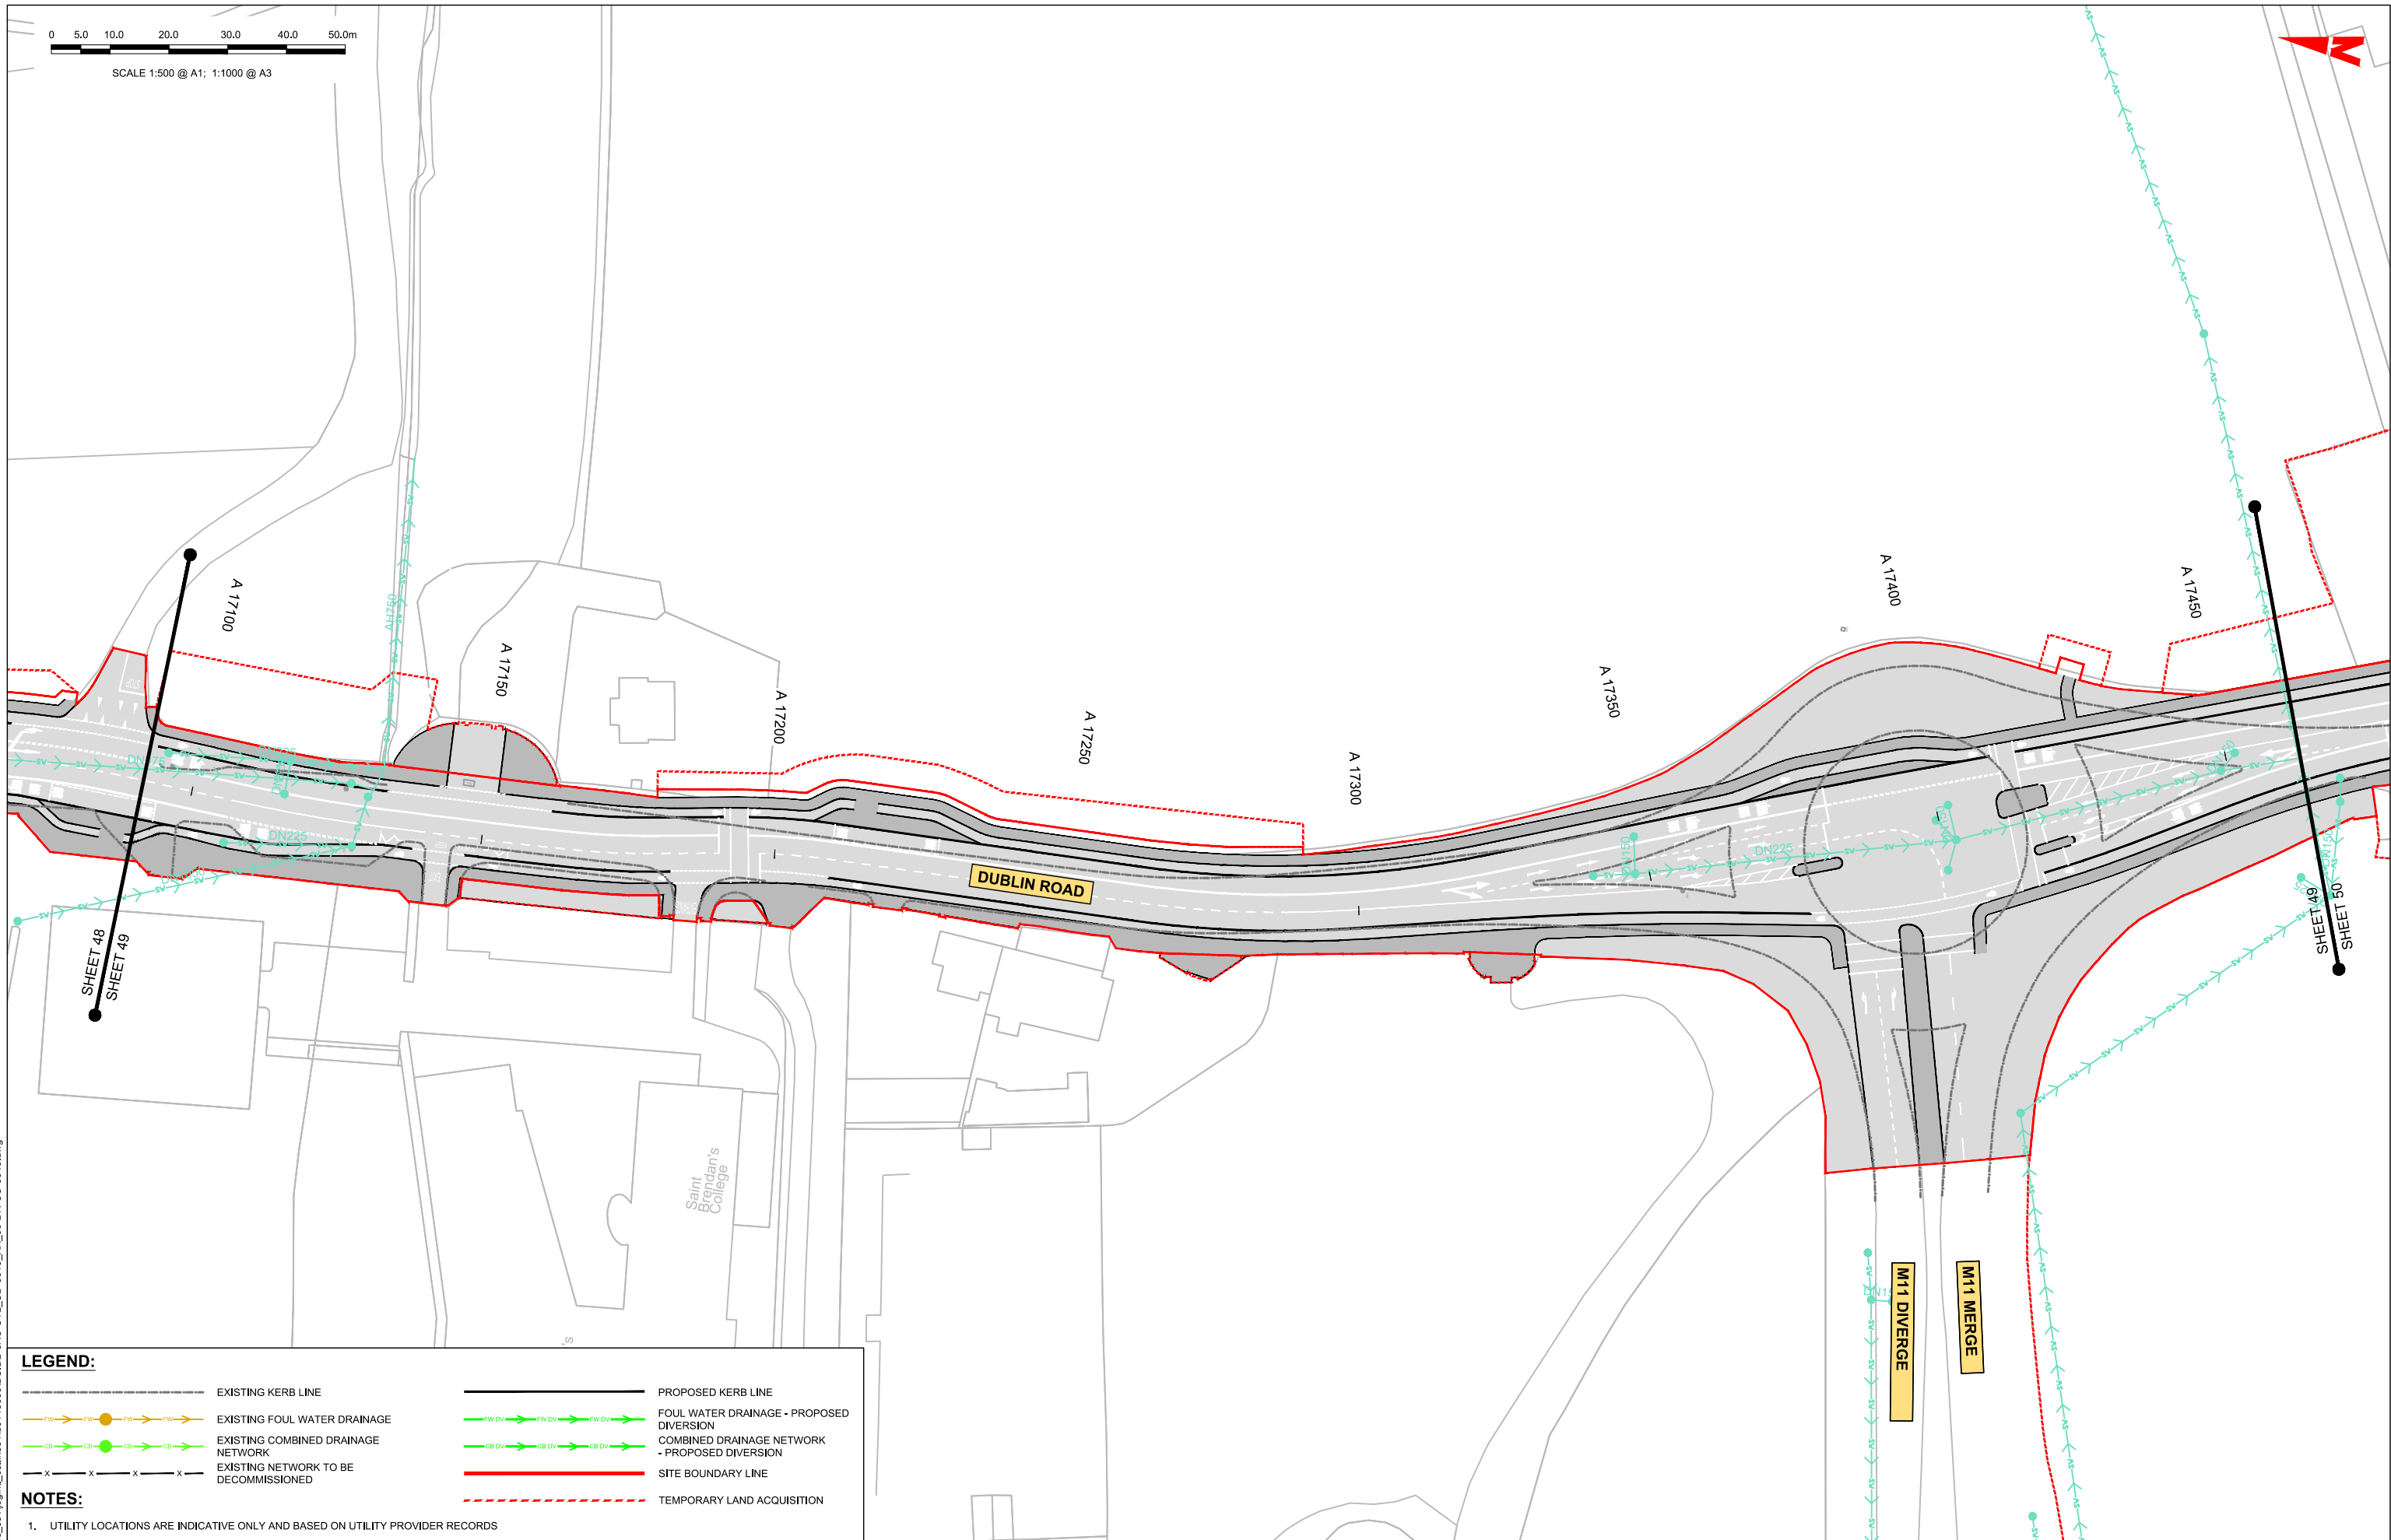 0 5.0 10.0 20.0 30.0 40.0 50.0m
SCALE 1:500 @ A1; 1:1000 @ A3
N
A 17100
A 17150
A 17200
A 17250
A 17300
A 17350
A 17400
A 17450
AH750
DN225
DN225
DN225
DN150
DUBLIN ROAD
SHEET 48
SHEET 49
SHEET 49
SHEET 50
Saint
Brendan's
College
M11 DIVERGE
M11 MERGE
LEGEND:
EXISTING KERB LINE
EXISTING FOUL WATER DRAINAGE
EXISTING COMBINED DRAINAGE
NETWORK
EXISTING NETWORK TO BE
DECOMMISSIONED
PROPOSED KERB LINE
FOUL WATER DRAINAGE - PROPOSED
DIVERSION
COMBINED DRAINAGE NETWORK
- PROPOSED DIVERSION
SITE BOUNDARY LINE
TEMPORARY LAND ACQUISITION
NOTES:
1. UTILITY LOCATIONS ARE INDICATIVE ONLY AND BASED ON UTILITY PROVIDER RECORDS